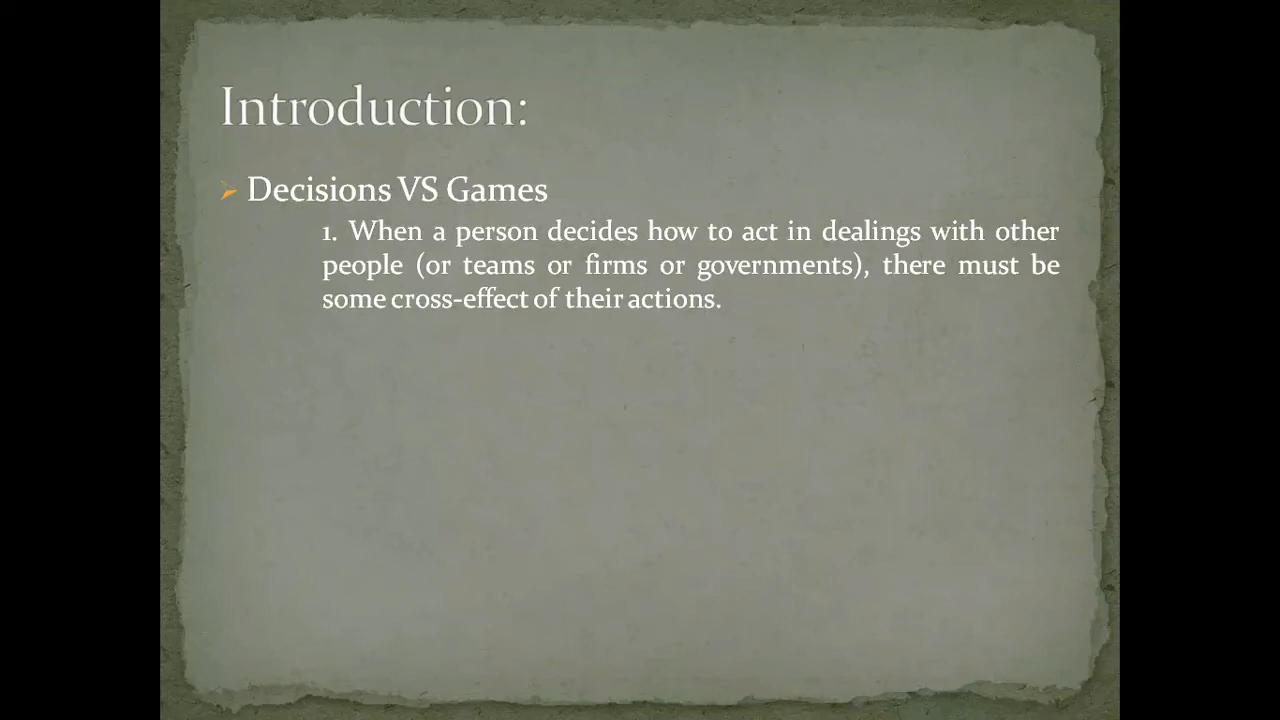 Introduction:
Decisions VS Games
1. When a person decides how to act in dealings with other
people (or teams or firms or governments), there must be
some cross-effect of their actions.